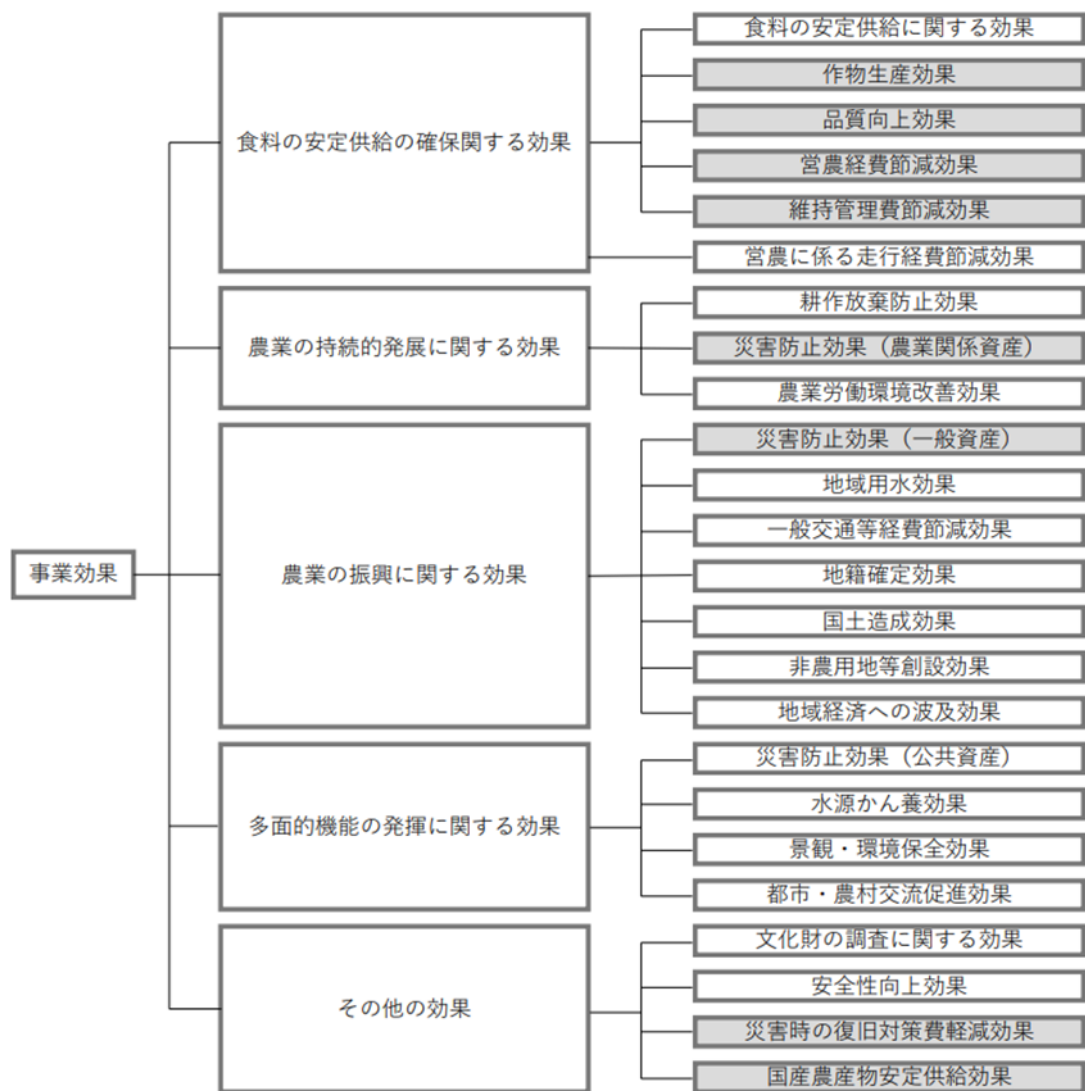 事業効果
食料の安定供給の確保関する効果
食料の安定供給に関する効果
作物生産効果
品質向上効果
営農経費節減効果
維持管理費節減効果
営農に係る走行経費節減効果
農業の持続的発展に関する効果
耕作放棄防止効果
災害防止効果（農業関係資産）
農業労働環境改善効果
農業の振興に関する効果
災害防止効果（一般資産）
地域用水効果
一般交通等経費節減効果
地籍確定効果
国土造成効果
非農用地等創設効果
地域経済への波及効果
多面的機能の発揮に関する効果
災害防止効果（公共資産）
水源かん養効果
景観・環境保全効果
都市・農村交流促進効果
その他の効果
文化財の調査に関する効果
安全性向上効果
災害時の復旧対策費軽減効果
国産農産物安定供給効果